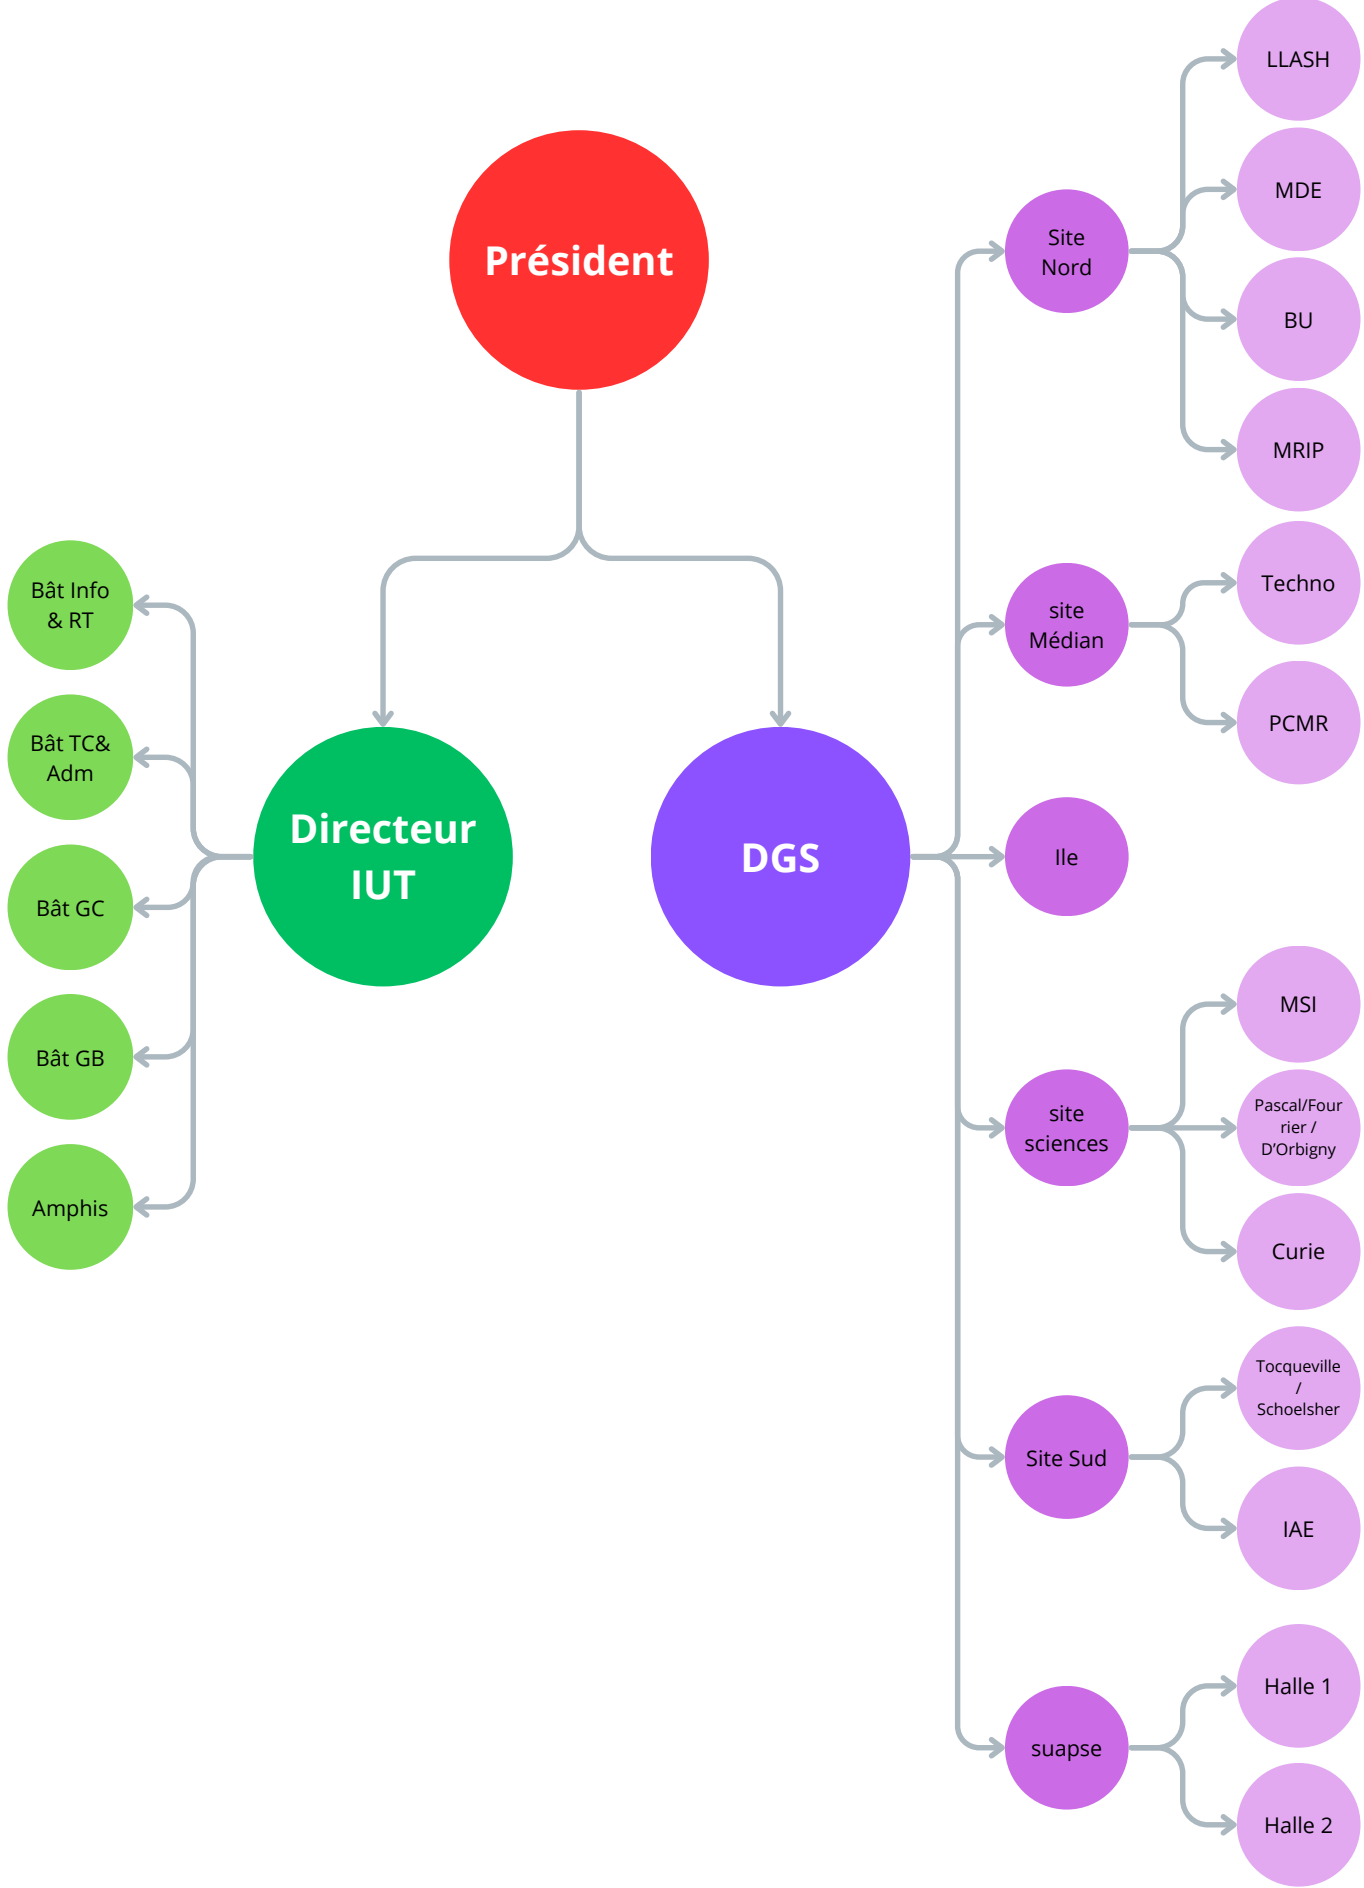 Président
Directeur
IUT
DGS
Bât Info
& RT
Bât TC&
Adm
Bât GC
Bât GB
Amphis
Site
Nord
LLASH
MDE
BU
MRIP
site
Médian
Techno
PCMR
Ile
site
sciences
MSI
Pascal/Four
rier /
D’Orbigny
Curie
Site Sud
Tocqueville
/
Schoelsher
IAE
suapse
Halle 1
Halle 2